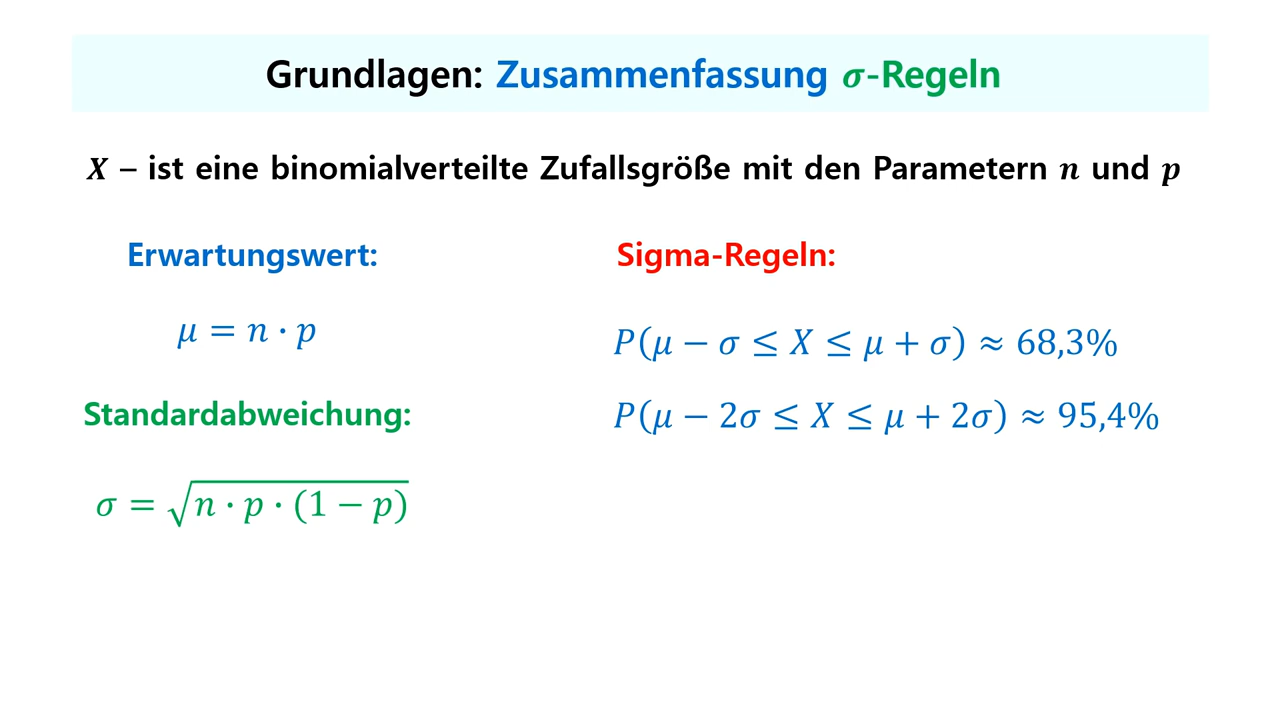 Grundlagen: Zusammenfassung σ-Regeln
X – ist eine binomialverteilte Zufallsgröße mit den Parametern n und p
Erwartungswert:
μ = n · p
Standardabweichung:
σ = √(n · p · (1 − p))
Sigma-Regeln:
P(μ − σ ≤ X ≤ μ + σ) ≈ 68,3%
P(μ − 2σ ≤ X ≤ μ + 2σ) ≈ 95,4%